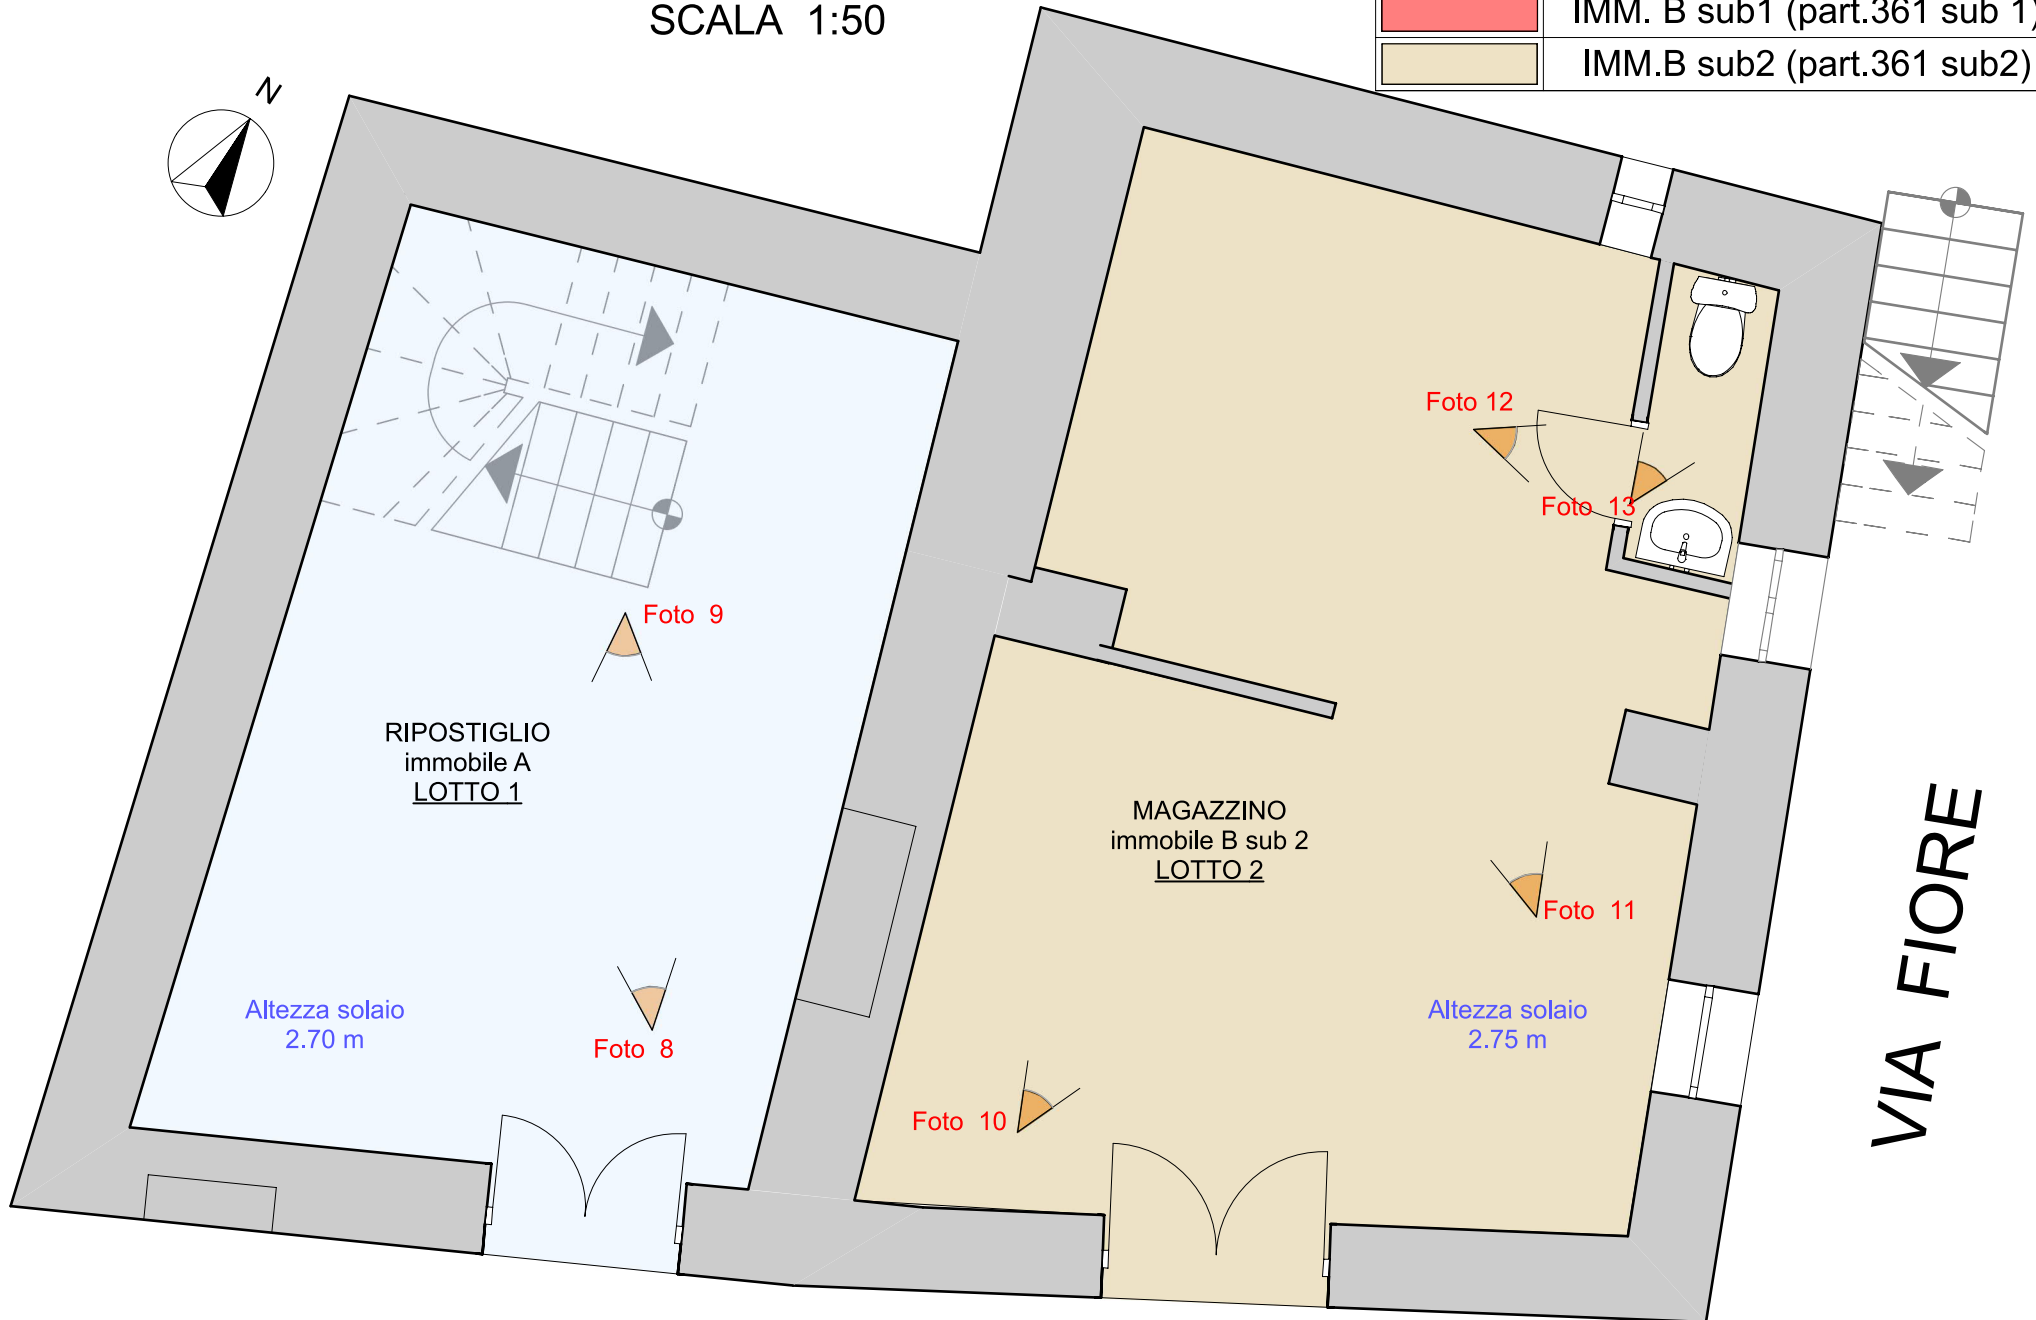 SCALA 1:50
IMM. B sub1 (part.361 sub 1)
IMM.B sub2 (part.361 sub2)
N
Foto 12
Foto 13
Foto 9
RIPOSTIGLIO
immobile A
LOTTO 1
MAGAZZINO
immobile B sub 2
LOTTO 2
Foto 11
Altezza solaio
2.70 m
Altezza solaio
2.75 m
Foto 8
Foto 10
VIA FIORE